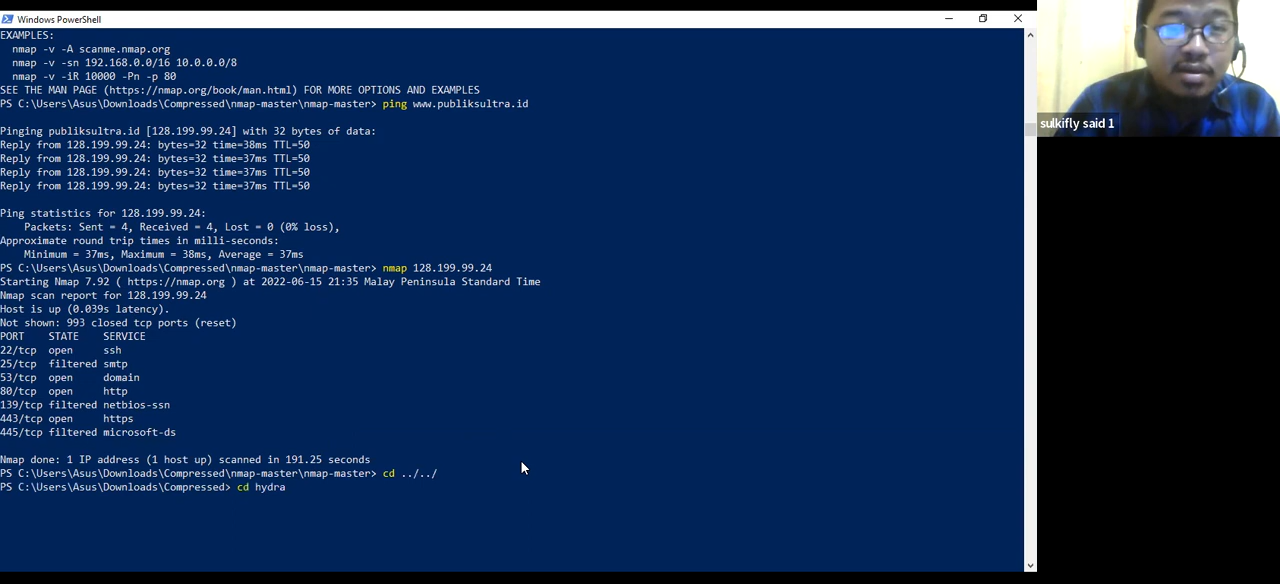 Windows PowerShell
EXAMPLES:
  nmap -v -A scanme.nmap.org
  nmap -v -sn 192.168.0.0/16 10.0.0.0/8
  nmap -v -iR 10000 -Pn -p 80
SEE THE MAN PAGE (https://nmap.org/book/man.html) FOR MORE OPTIONS AND EXAMPLES
PS C:\Users\Asus\Downloads\Compressed\nmap-master\nmap-master> ping www.publiksultra.id

Pinging publiksultra.id [128.199.99.24] with 32 bytes of data:
Reply from 128.199.99.24: bytes=32 time=38ms TTL=50
Reply from 128.199.99.24: bytes=32 time=37ms TTL=50
Reply from 128.199.99.24: bytes=32 time=37ms TTL=50
Reply from 128.199.99.24: bytes=32 time=37ms TTL=50

Ping statistics for 128.199.99.24:
    Packets: Sent = 4, Received = 4, Lost = 0 (0% loss),
Approximate round trip times in milli-seconds:
    Minimum = 37ms, Maximum = 38ms, Average = 37ms
PS C:\Users\Asus\Downloads\Compressed\nmap-master\nmap-master> nmap 128.199.99.24
Starting Nmap 7.92 ( https://nmap.org ) at 2022-06-15 21:35 Malay Peninsula Standard Time
Nmap scan report for 128.199.99.24
Host is up (0.039s latency).
Not shown: 993 closed tcp ports (reset)
PORT    STATE    SERVICE
22/tcp  open     ssh
25/tcp  filtered smtp
53/tcp  open     domain
80/tcp  open     http
139/tcp filtered netbios-ssn
443/tcp open     https
445/tcp filtered microsoft-ds

Nmap done: 1 IP address (1 host up) scanned in 191.25 seconds
PS C:\Users\Asus\Downloads\Compressed\nmap-master\nmap-master> cd ../../
PS C:\Users\Asus\Downloads\Compressed> cd hydra
sulkifly said 1